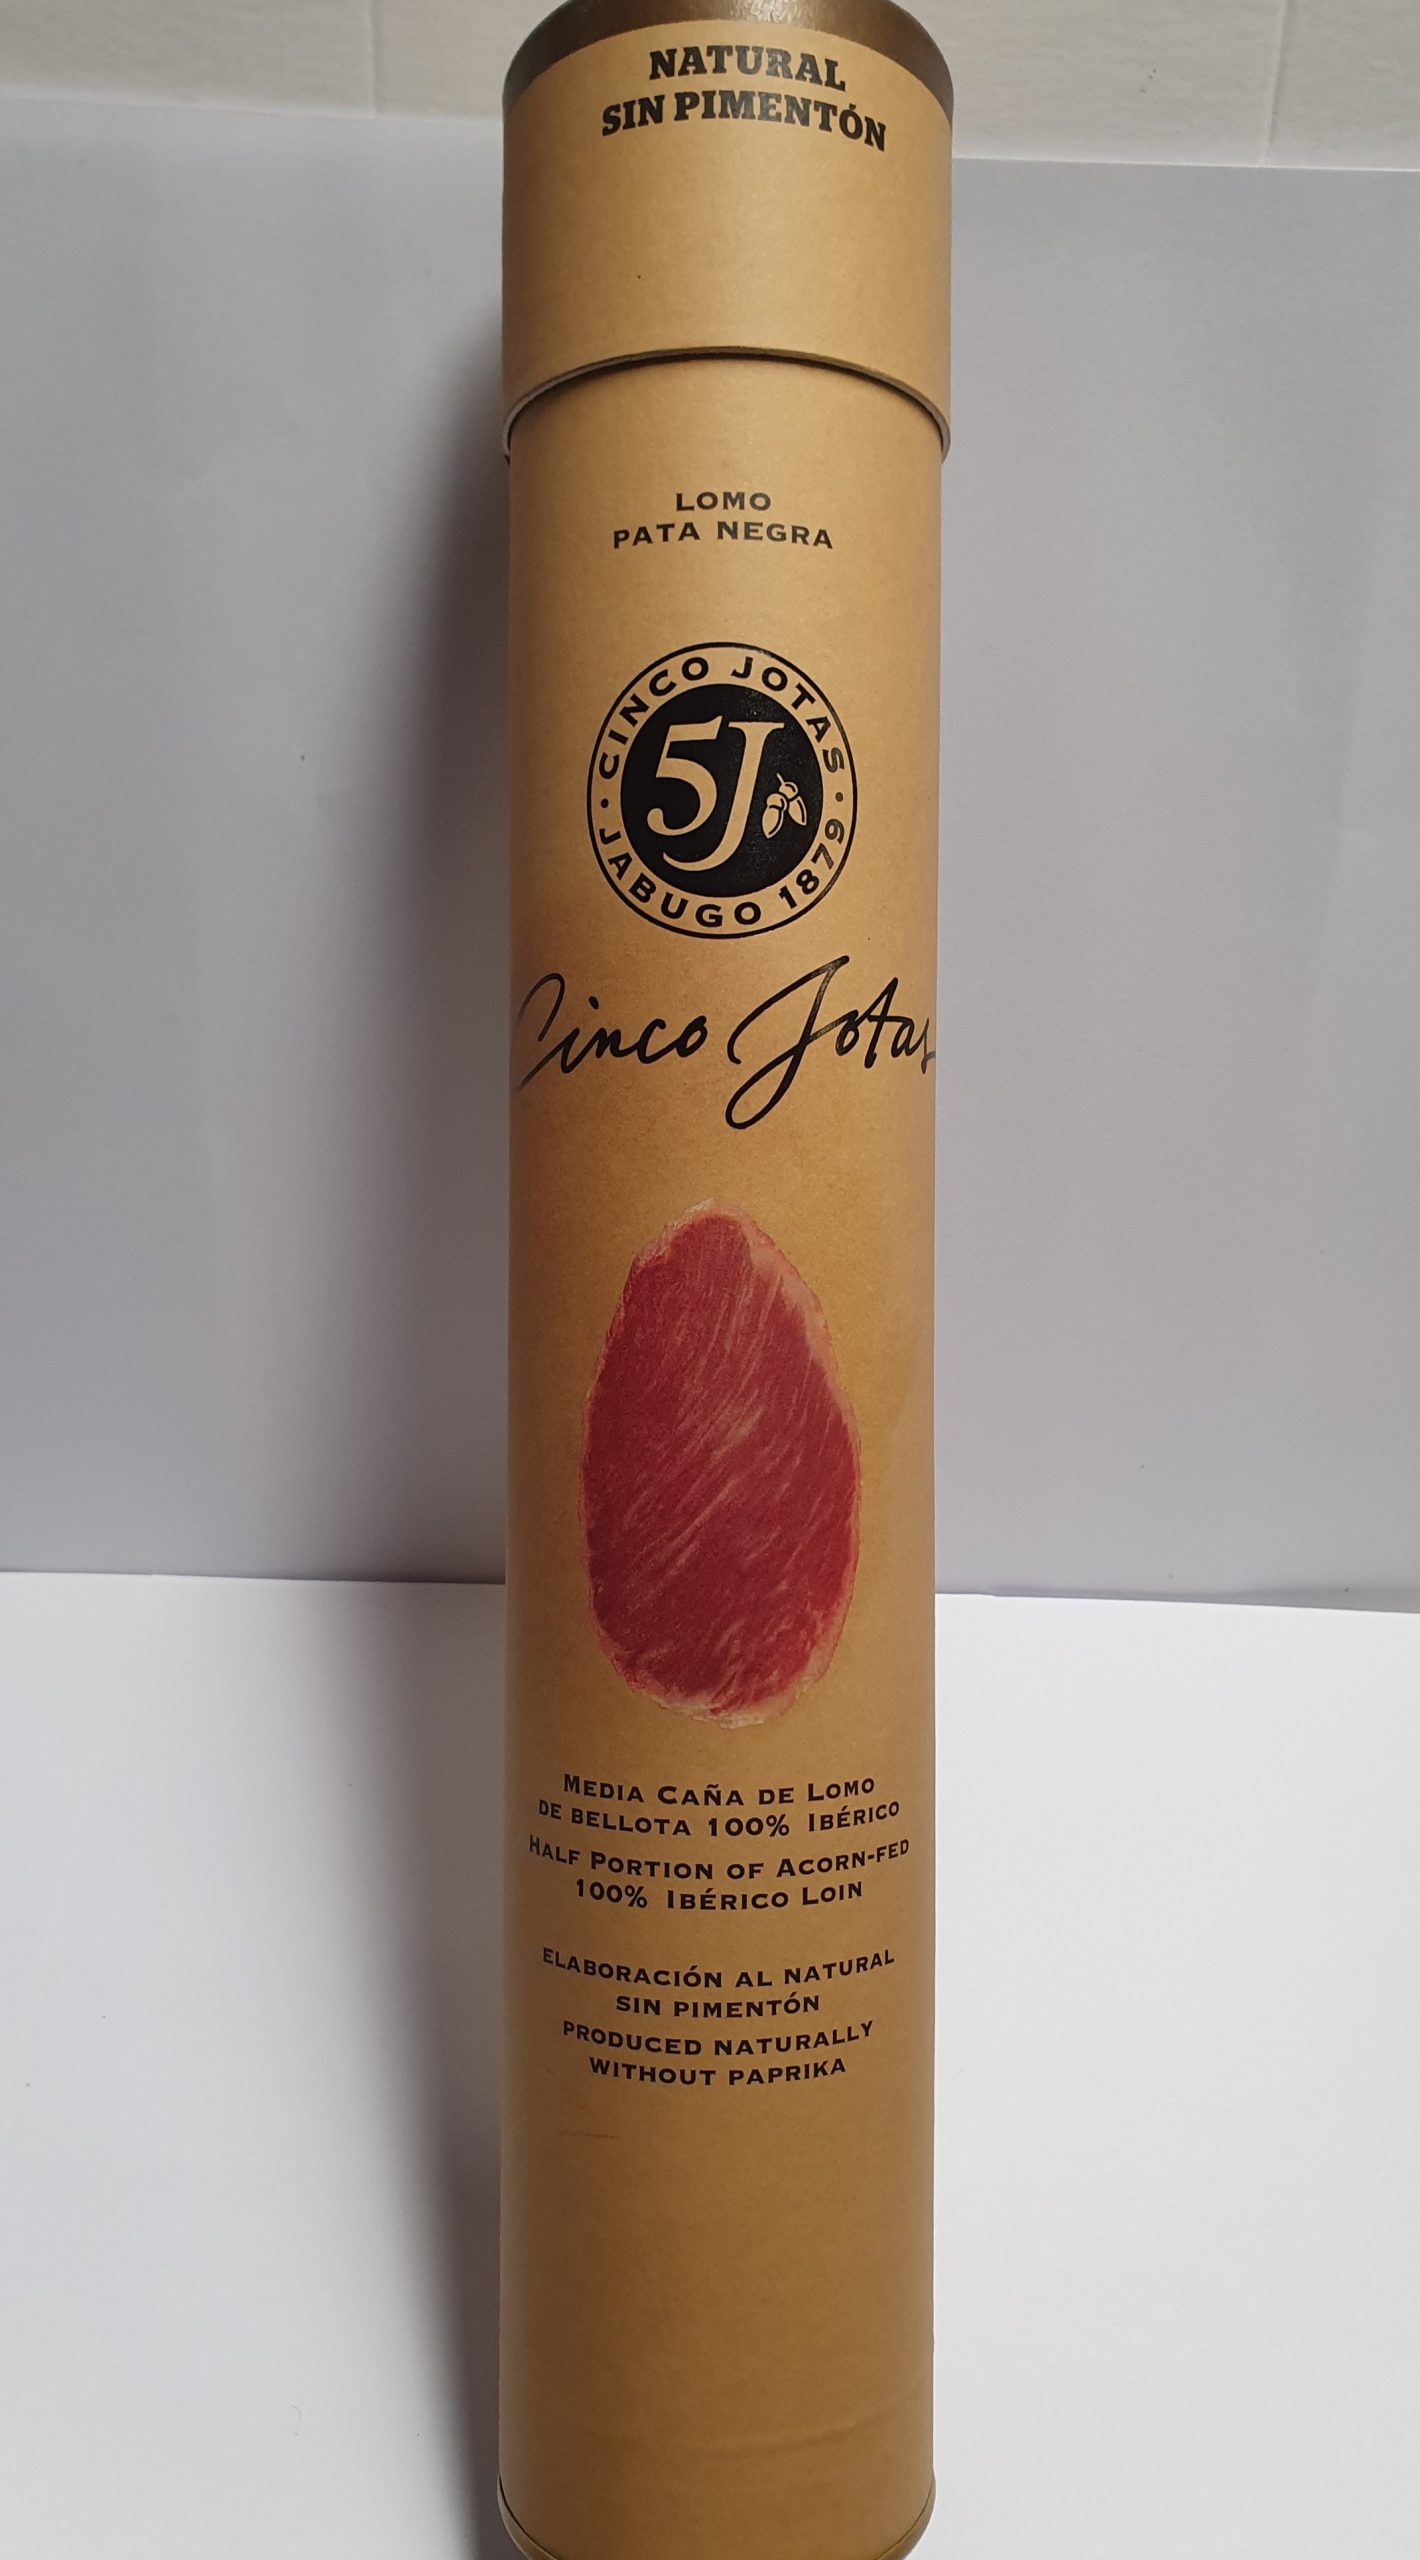 NATURAL
SIN PIMENTÓN
LOMO
PATA NEGRA
CINCO JOTAS
5J
JABUGO 1879
Cinco Jotas
MEDIA CAÑA DE LOMO
DE BELLOTA 100% IBÉRICO
HALF PORTION OF ACORN-FED
100% IBÉRICO LOIN
ELABORACIÓN AL NATURAL
SIN PIMENTÓN
PRODUCED NATURALLY
WITHOUT PAPRIKA